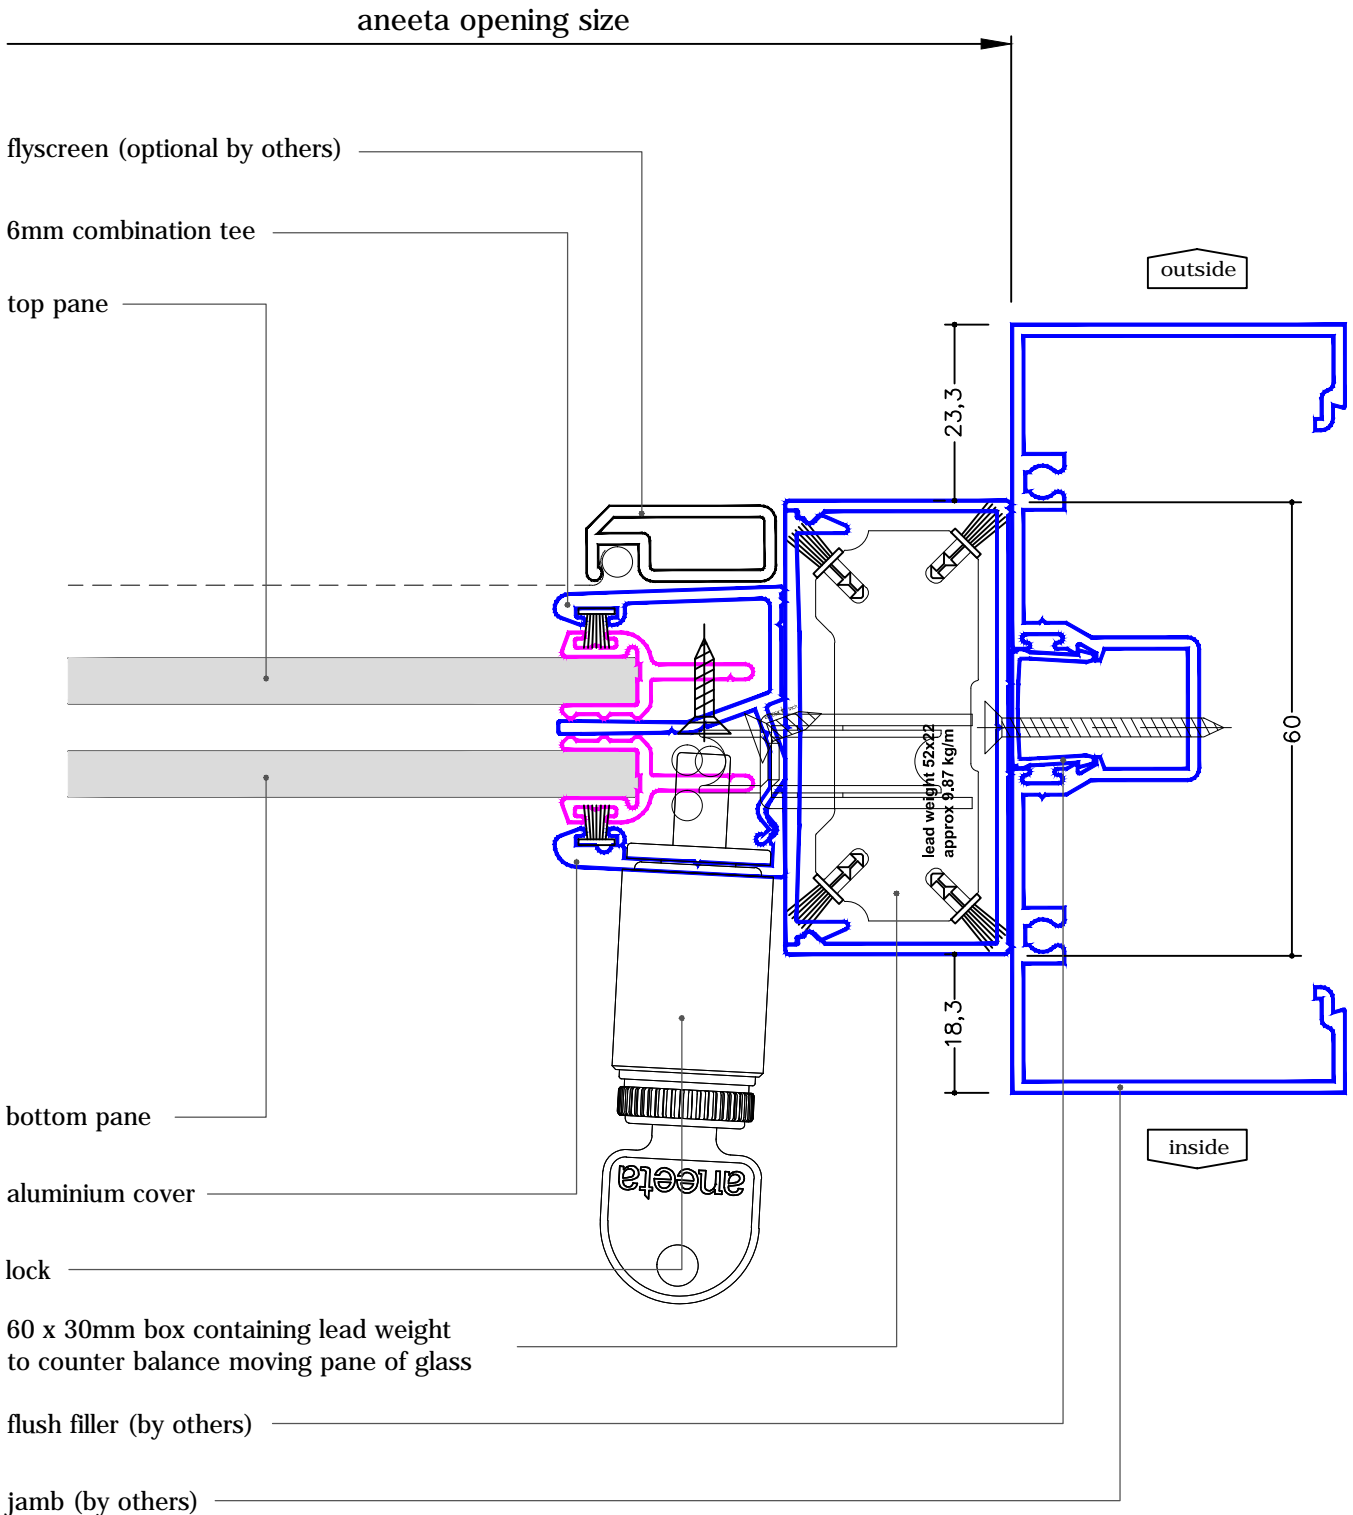 aneeta opening size
flyscreen (optional by others)
6mm combination tee
top pane
outside
23,3
60
lead weight 52x22
approx 9.87 kg/m
18,3
bottom pane
inside
aluminium cover
aneeta
lock
60 x 30mm box containing lead weight
to counter balance moving pane of glass
flush filler (by others)
jamb (by others)